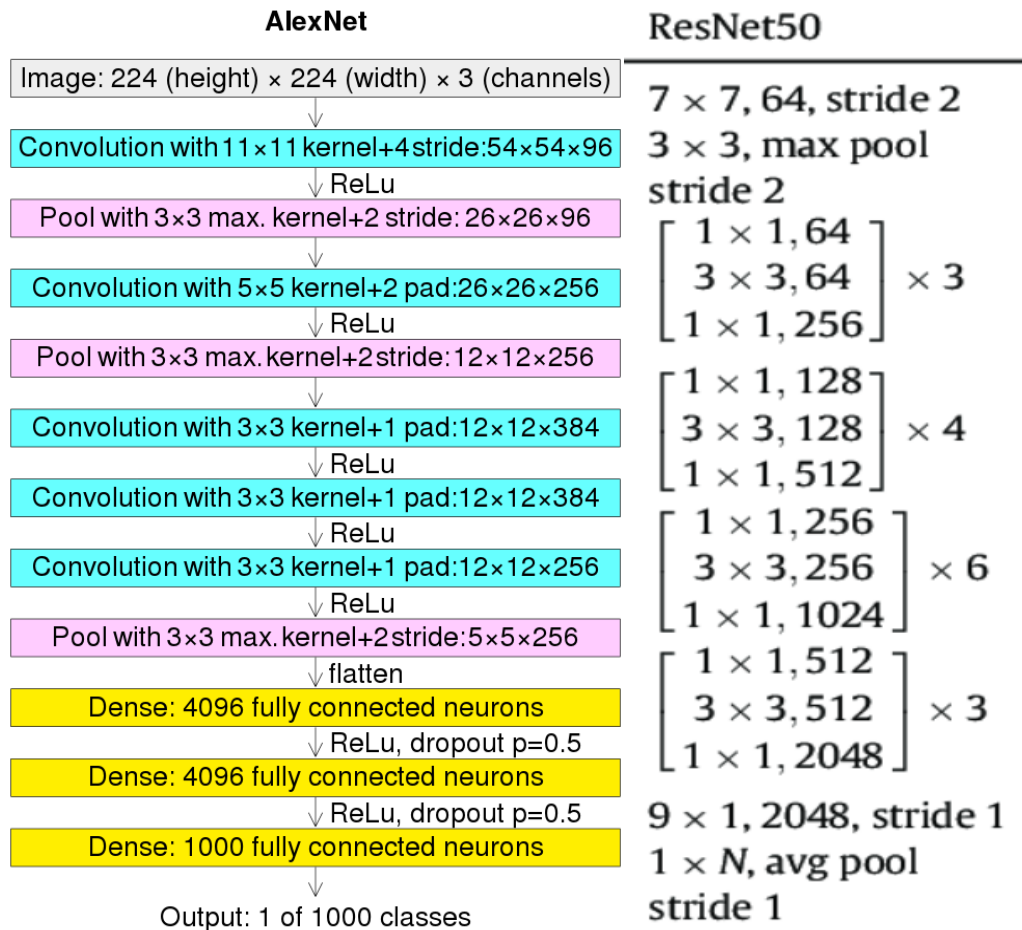 AlexNet
Image: 224 (height) × 224 (width) × 3 (channels)
Convolution with 11×11 kernel+4 stride:54×54×96
ReLu
Pool with 3×3 max. kernel+2 stride: 26×26×96
Convolution with 5×5 kernel+2 pad:26×26×256
ReLu
Pool with 3×3 max.kernel+2stride:12×12×256
Convolution with 3×3 kernel+1 pad:12×12×384
ReLu
Convolution with 3×3 kernel+1 pad:12×12×384
ReLu
Convolution with 3×3 kernel+1 pad:12×12×256
ReLu
Pool with 3×3 max.kernel+2stride:5×5×256
flatten
Dense: 4096 fully connected neurons
ReLu, dropout p=0.5
Dense: 4096 fully connected neurons
ReLu, dropout p=0.5
Dense: 1000 fully connected neurons
Output: 1 of 1000 classes
ResNet50
7 × 7, 64, stride 2
3 × 3, max pool
stride 2
1 × 1, 64
3 × 3, 64 × 3
1 × 1, 256
1 × 1, 128
3 × 3, 128 × 4
1 × 1, 512
1 × 1, 256
3 × 3, 256 × 6
1 × 1, 1024
1 × 1, 512
3 × 3, 512 × 3
1 × 1, 2048
9 × 1, 2048, stride 1
1 × N, avg pool
stride 1